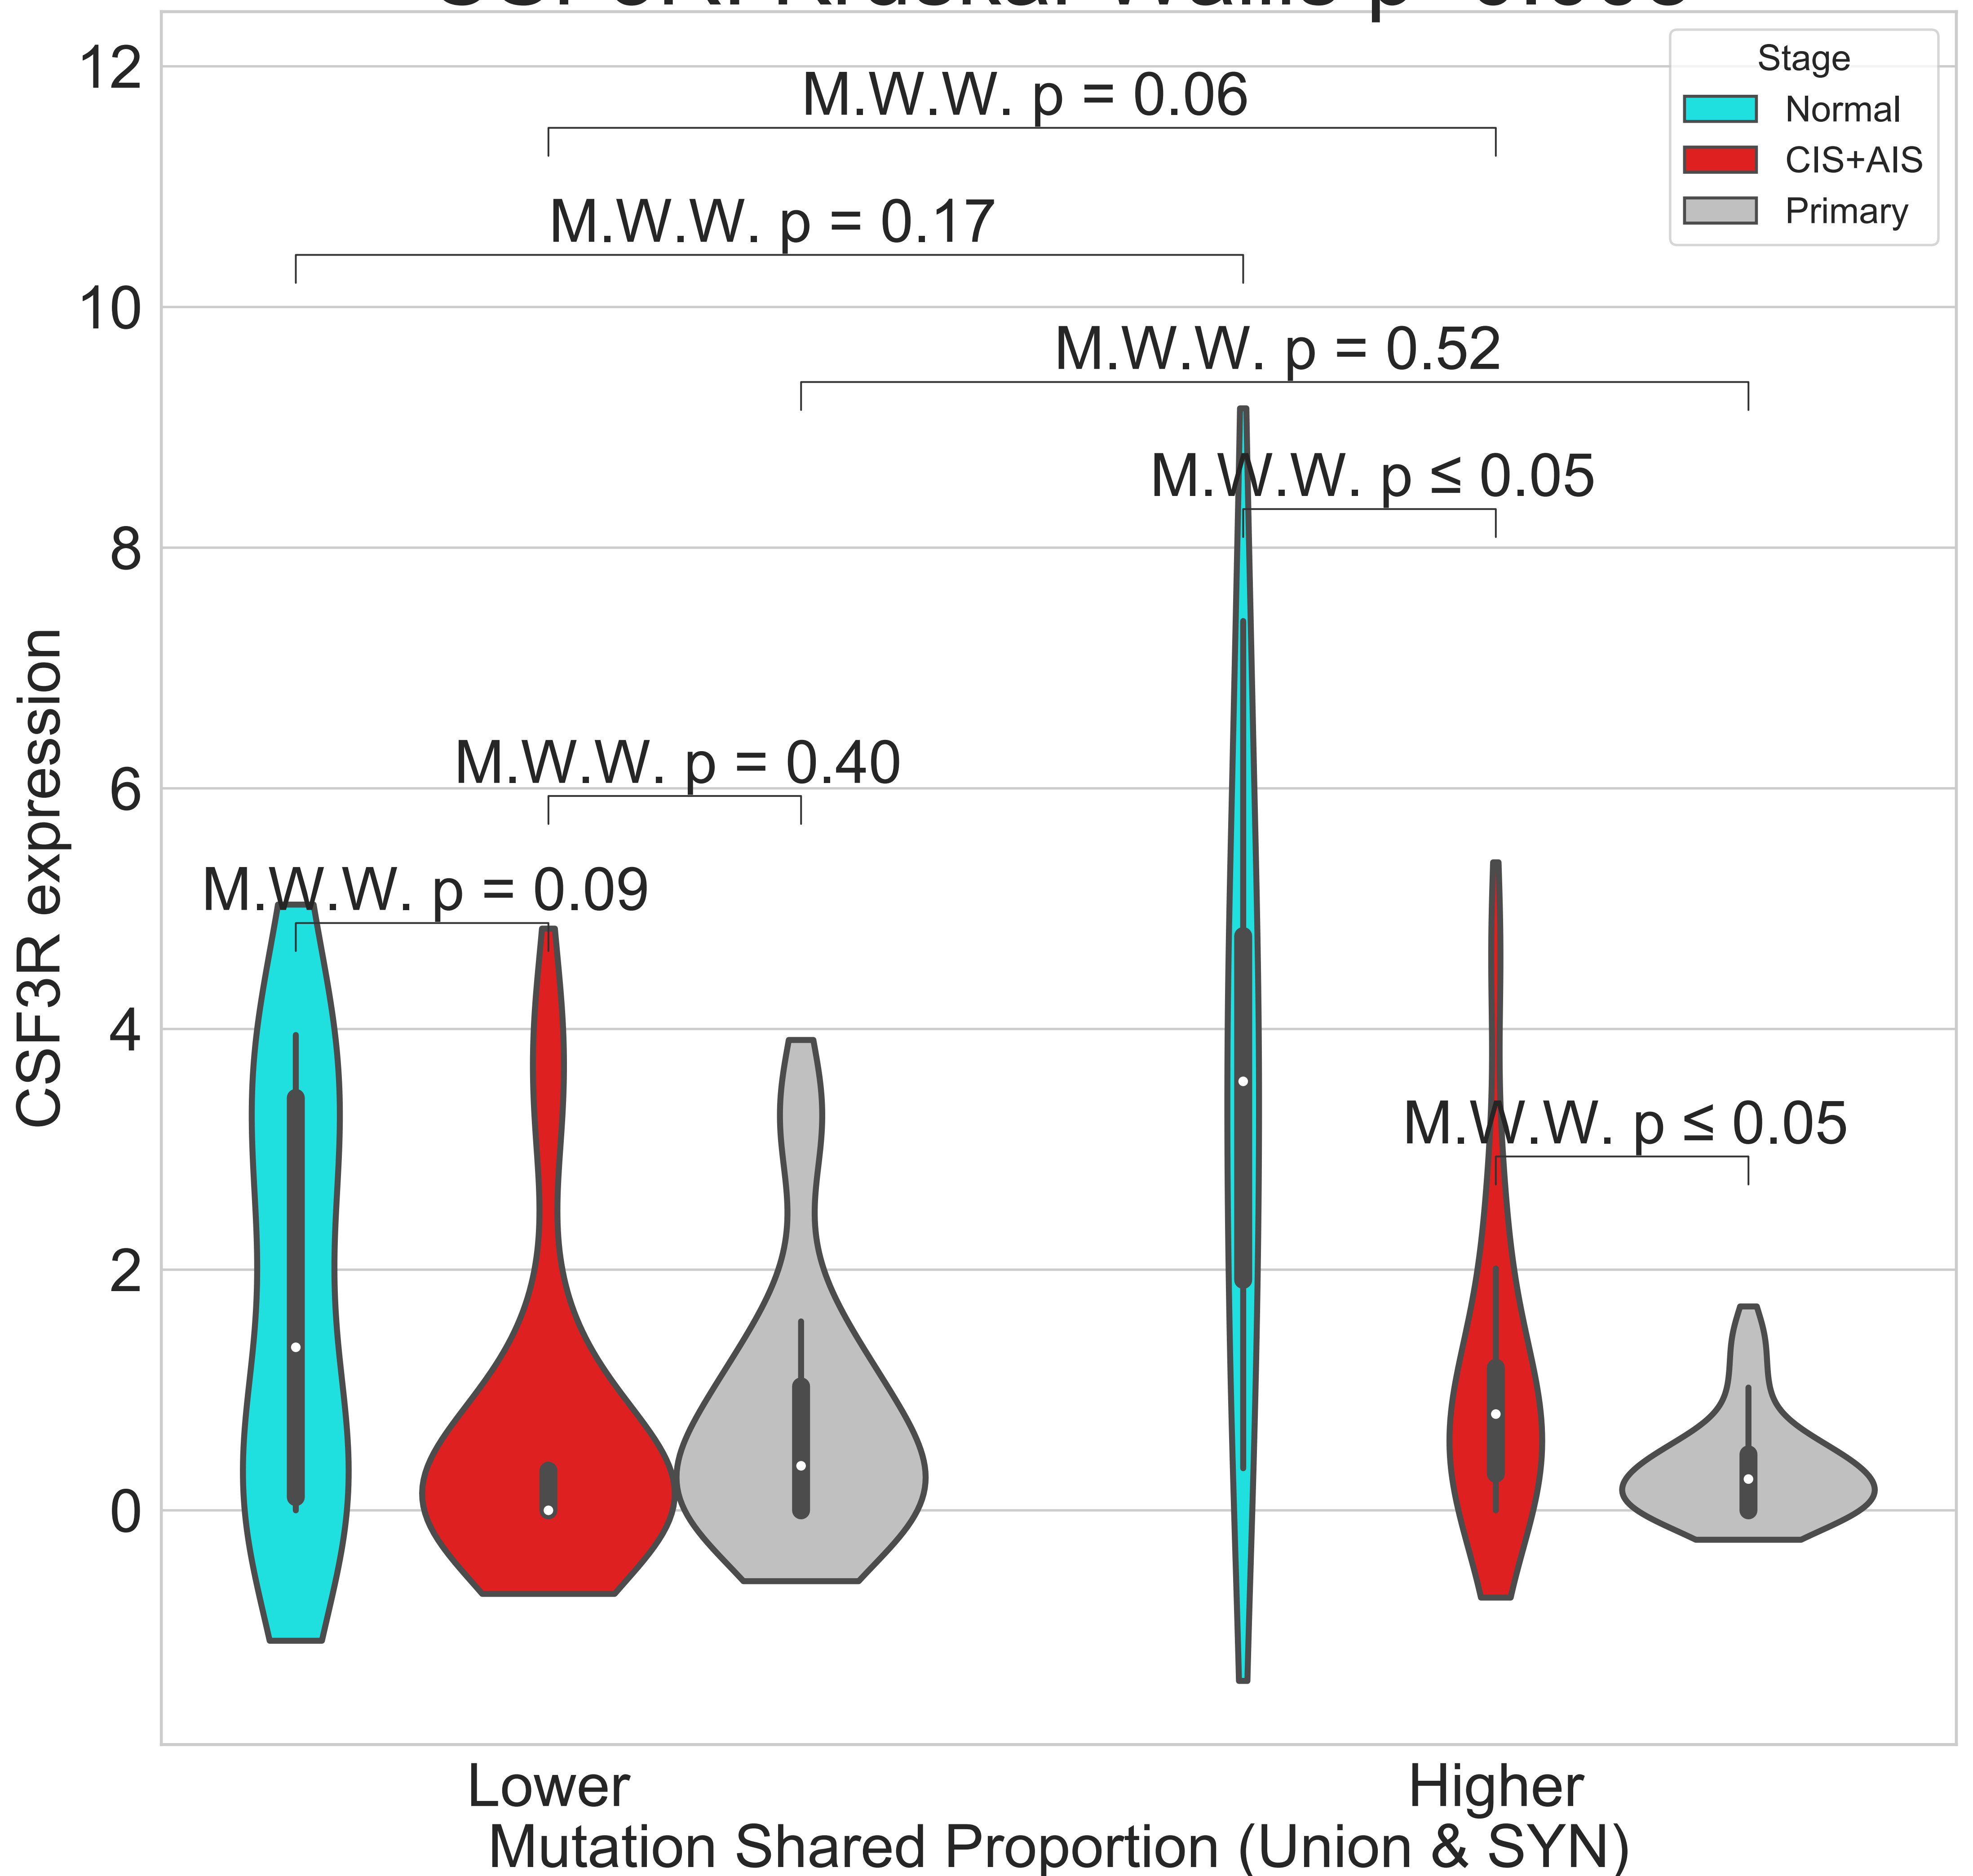 12
10
8
6
4
2
0
CSF3R expression
Stage
Normal
CIS+AIS
Primary
M.W.W. p = 0.06
M.W.W. p = 0.17
M.W.W. p = 0.52
M.W.W. p ≤ 0.05
M.W.W. p = 0.40
M.W.W. p = 0.09
M.W.W. p ≤ 0.05
Lower
Higher
Mutation Shared Proportion (Union & SYN)